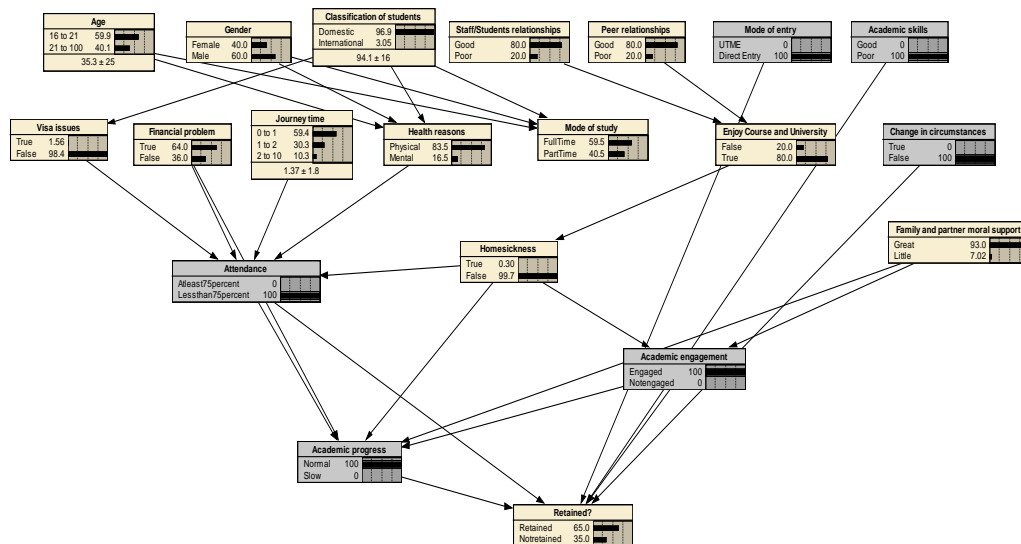 Age
16 to 21 59.9
21 to 100 40.1
35.3 ± 25
Gender
Female 40.0
Male 60.0
Classification of students
Domestic 96.9
International 3.05
94.1 ± 16
Staff/Students relationships
Good 80.0
Poor 20.0
Peer relationships
Good 80.0
Poor 20.0
Mode of entry
UTME 0
Direct Entry 100
Academic skills
Good 0
Poor 100
Visa issues
True 1.56
False 98.4
Financial problem
True 64.0
False 36.0
Journey time
0 to 1 59.4
1 to 2 30.3
2 to 10 10.3
1.37 ± 1.8
Health reasons
Physical 83.5
Mental 16.5
Mode of study
FullTime 59.5
PartTime 40.5
Enjoy Course and University
False 20.0
True 80.0
Change in circumstances
True 0
False 100
Family and partner moral support
Great 93.0
Little 7.02
Homesickness
True 0.30
False 99.7
Attendance
Atleast75percent 0
Lessthan75percent 100
Academic engagement
Engaged 100
Notengaged 0
Academic progress
Normal 100
Slow 0
Retained?
Retained 65.0
Notretained 35.0